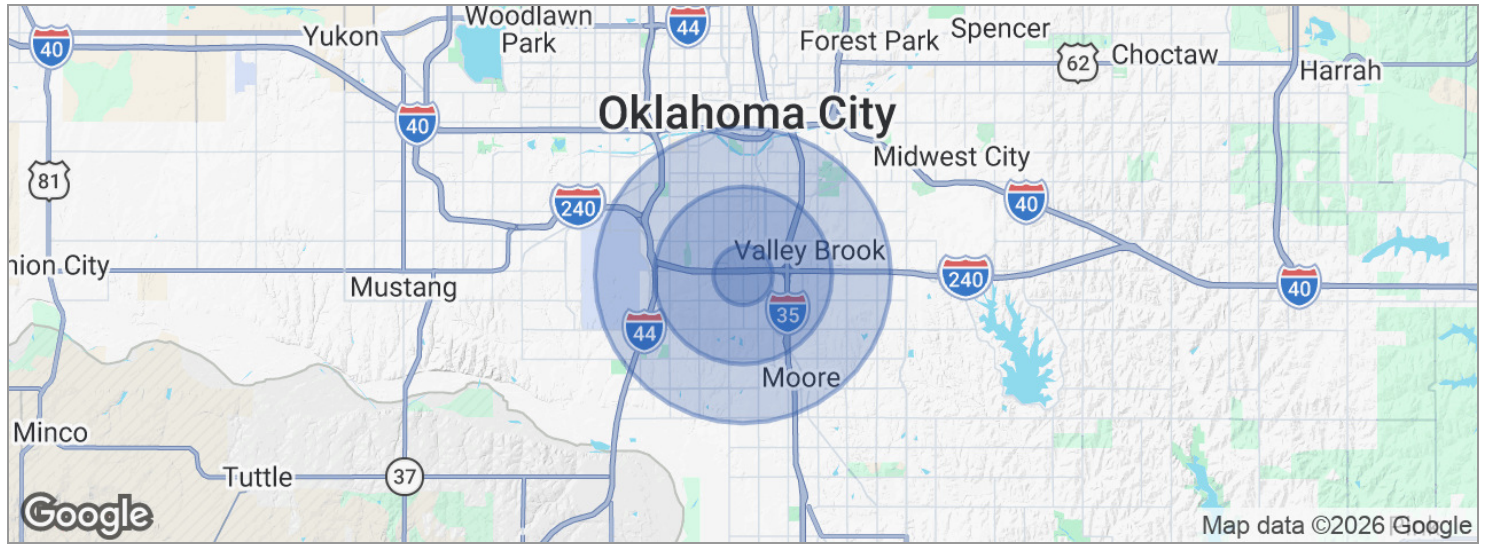 Woodlawn
Park
44
Yukon
40
Forest Park
Spencer
62
Choctaw
Harrah
Oklahoma City
40
Midwest City
81
240
40
Valley Brook
nion City
Mustang
240
40
35
44
Moore
Minco
Tuttle
37
Google
Map data ©2026 Google